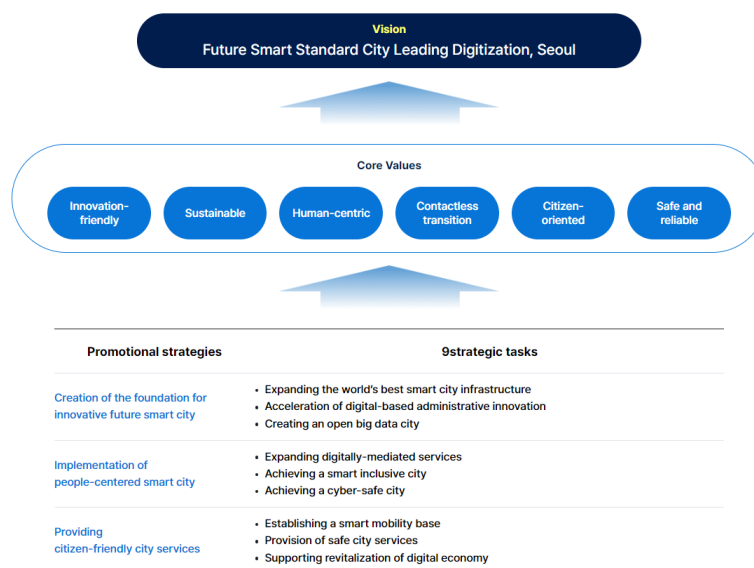 Vision
Future Smart Standard City Leading Digitization, Seoul
Core Values
Innovation-
friendly
Sustainable
Human-centric
Contactless
transition
Citizen-
oriented
Safe and
reliable
Promotional strategies
9strategic tasks
Creation of the foundation for
innovative future smart city
• Expanding the world's best smart city infrastructure
• Acceleration of digital-based administrative innovation
• Creating an open big data city
Implementation of
people-centered smart city
• Expanding digitally-mediated services
• Achieving a smart inclusive city
• Achieving a cyber-safe city
Providing
citizen-friendly city services
• Establishing a smart mobility base
• Provision of safe city services
• Supporting revitalization of digital economy